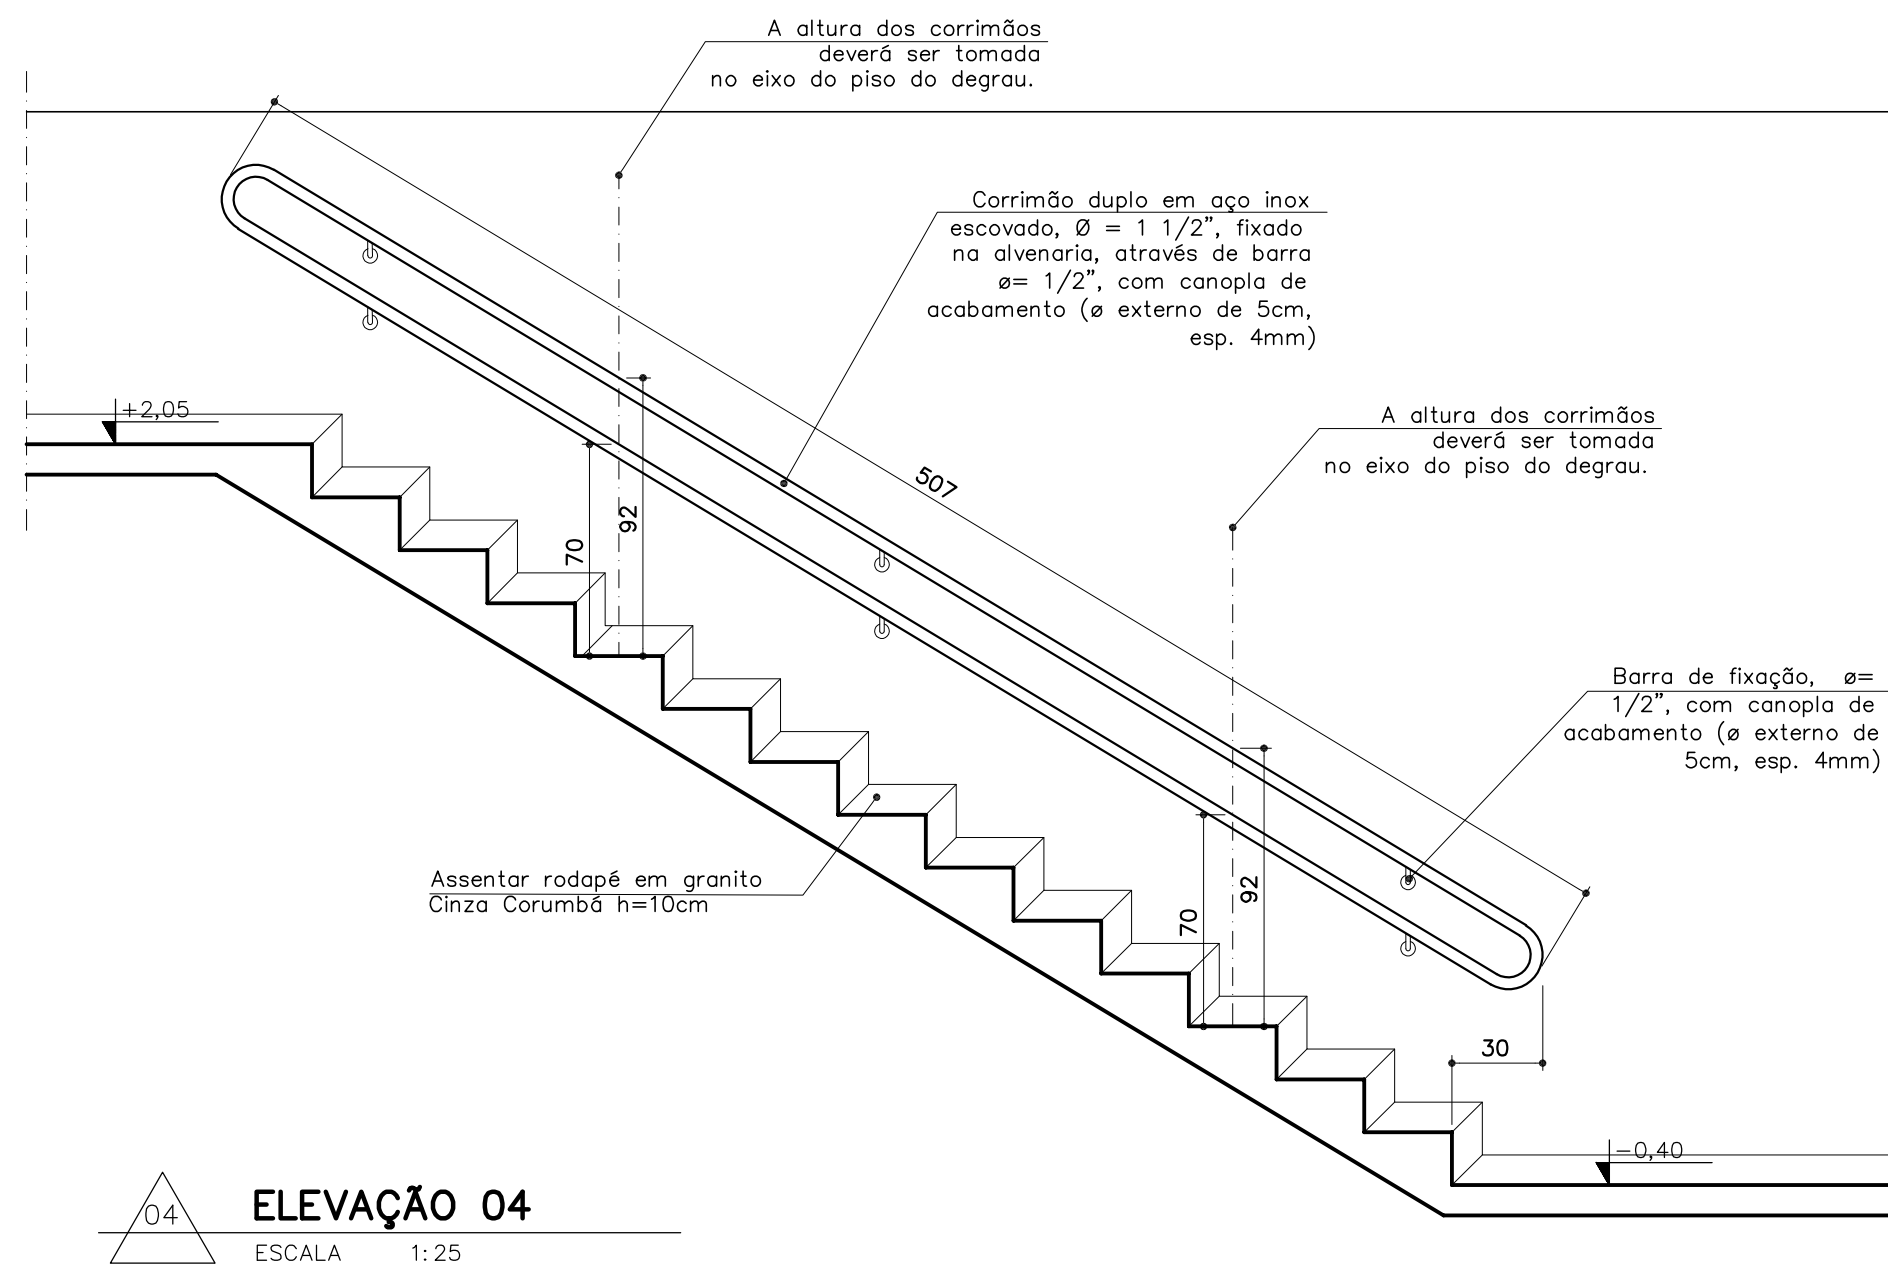 A altura dos corrimãos
deverá ser tomada
no eixo do piso do degrau.
Corrimão duplo em aço inox
escovado, Ø = 1 1/2", fixado
na alvenaria, através de barra
ø= 1/2", com canopla de
acabamento (ø externo de 5cm,
esp. 4mm)
+2,05
A altura dos corrimãos
deverá ser tomada
no eixo do piso do degrau.
507
92
70
Barra de fixação, ø=
1/2", com canopla de
acabamento (ø externo de
5cm, esp. 4mm)
Assentar rodapé em granito
Cinza Corumbá h=10cm
92
70
30
-0,40
04
ELEVAÇÃO 04
ESCALA 1:25